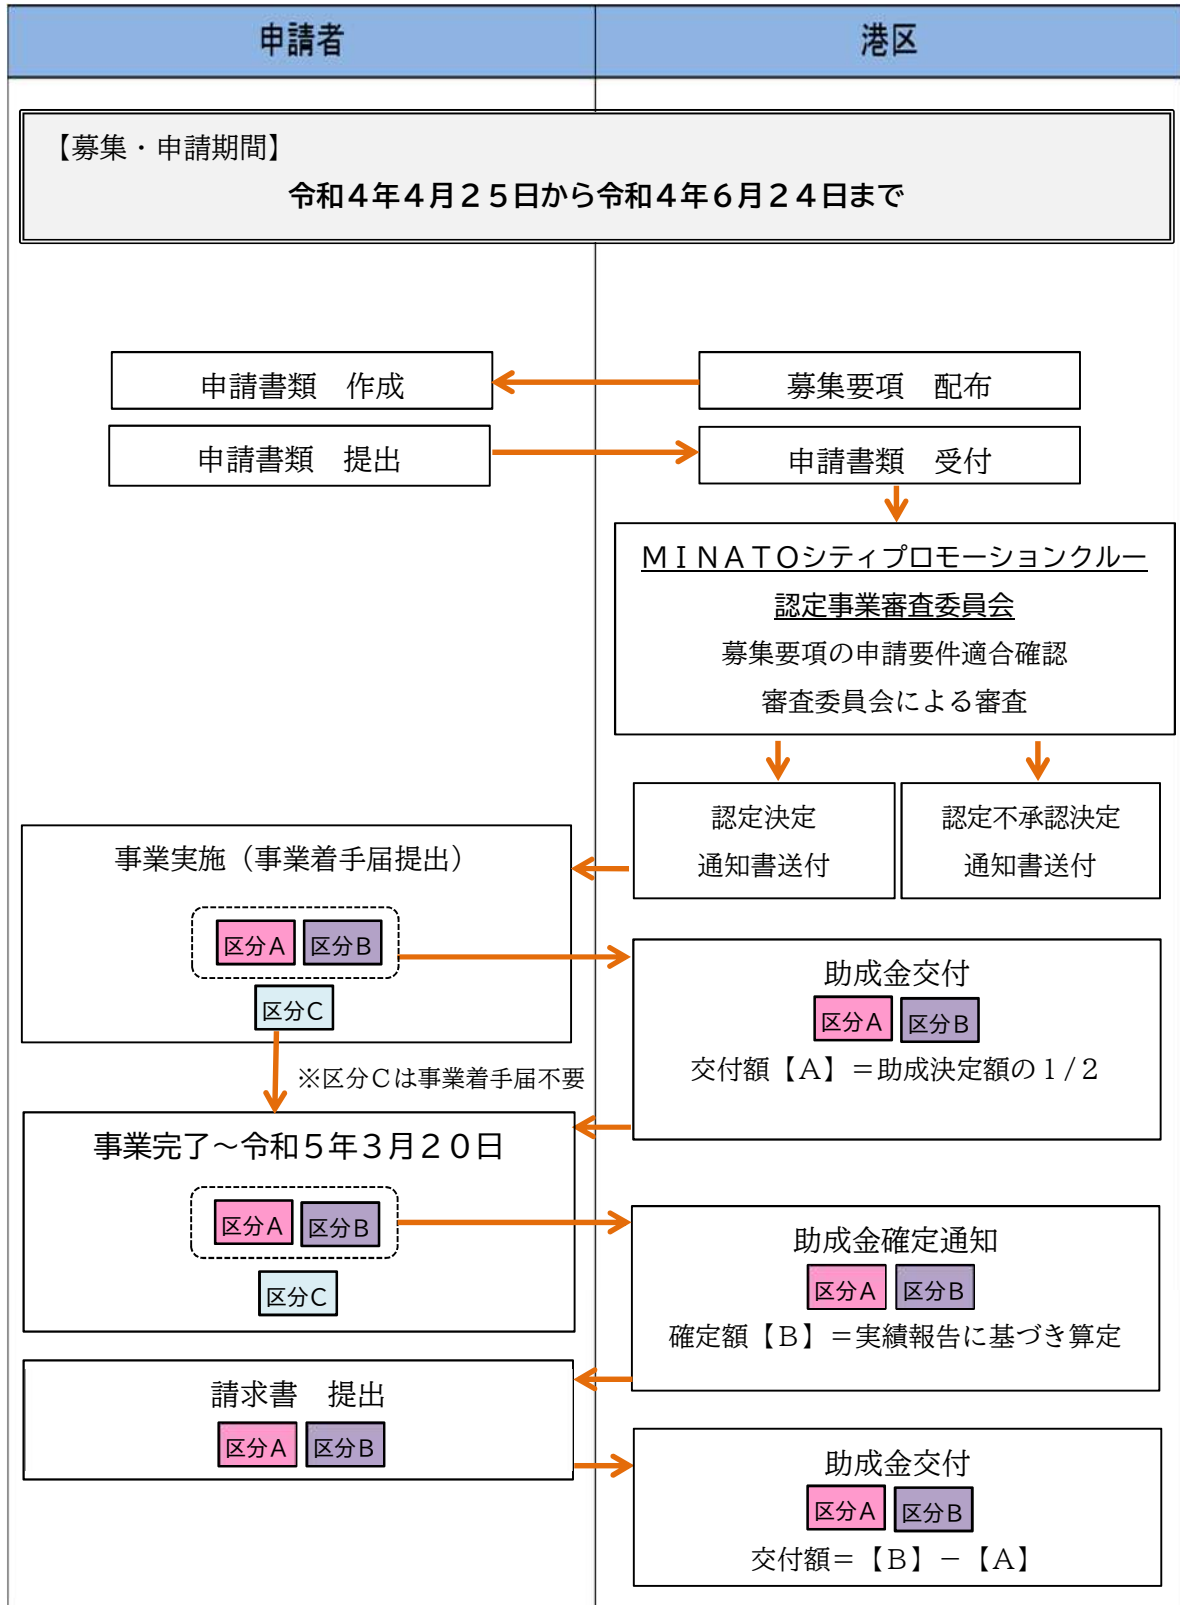 申請者
港区
【募集・申請期間】
令和４年４月２５日から令和４年６月２４日まで
申請書類　作成
募集要項　配布
申請書類　提出
申請書類　受付
ＭＩＮＡＴＯシティプロモーションクルー
認定事業審査委員会
募集要項の申請要件適合確認
審査委員会による審査
認定決定
通知書送付
認定不承認決定
通知書送付
事業実施（事業着手届提出）
区分Ａ
区分Ｂ
区分Ｃ
助成金交付
区分Ａ
区分Ｂ
交付額【Ａ】＝助成決定額の１/２
※区分Ｃは事業着手届不要
事業完了～令和５年３月２０日
区分Ａ
区分Ｂ
区分Ｃ
助成金確定通知
区分Ａ
区分Ｂ
確定額【Ｂ】＝実績報告に基づき算定
請求書　提出
区分Ａ
区分Ｂ
助成金交付
区分Ａ
区分Ｂ
交付額＝【Ｂ】－【Ａ】